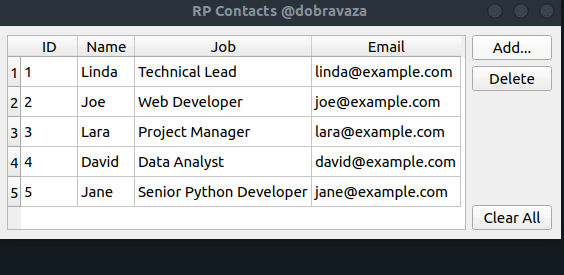 RP Contacts @dobravaza
ID Name Job Email
1 1 Linda Technical Lead linda@example.com
2 2 Joe Web Developer joe@example.com
3 3 Lara Project Manager lara@example.com
4 4 David Data Analyst david@example.com
5 5 Jane Senior Python Developer jane@example.com
Add...
Delete
Clear All